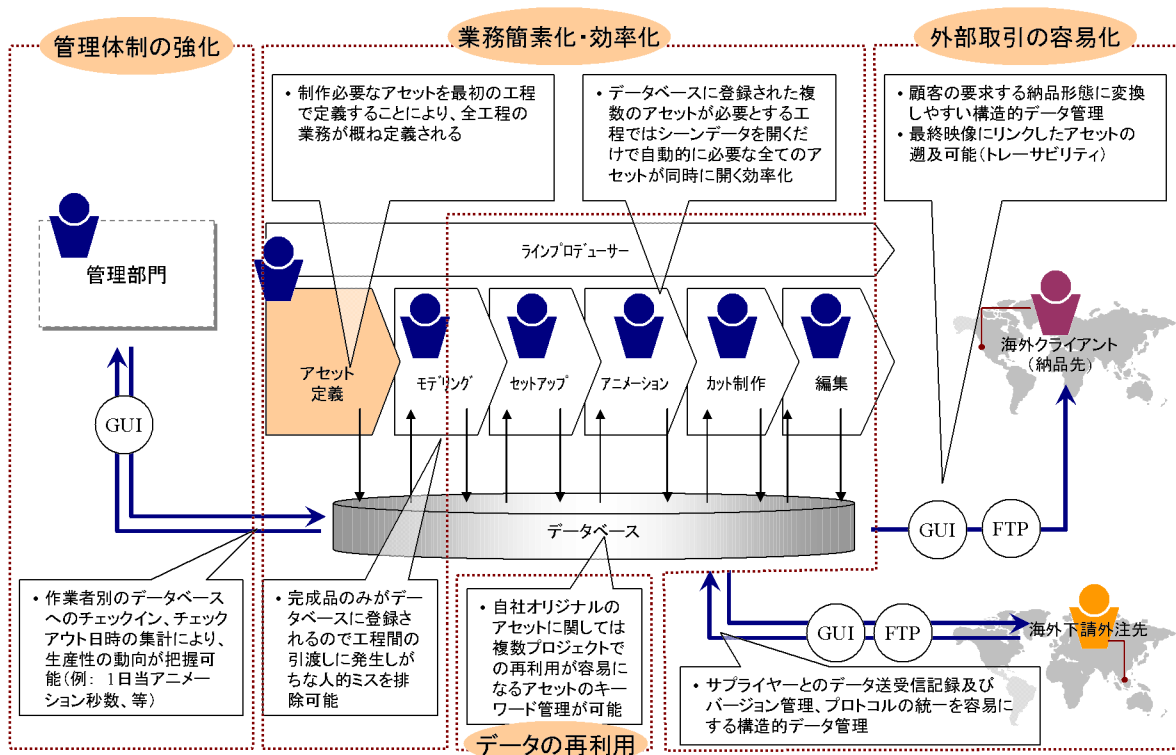 管理体制の強化
業務簡素化・効率化
外部取引の容易化
・制作必要なアセットを最初の工程
で定義することにより、全工程の
業務が概ね定義される
・データベースに登録された複
数のアセットが必要とする工
程ではシーンデータを開くだ
けで自動的に必要な全てのア
セットが同時に開く効率化
・顧客の要求する納品形態に変換
しやすい構造的データ管理
・最終映像にリンクしたアセットの
遡及可能(トレーサビリティ)
管理部門
ラインプロデューサー
アセット
定義
モデリング
セットアップ
アニメーション
カット制作
編集
海外クライアント
(納品先)
GUI
データベース
GUI
FTP
・作業者別のデータベース
へのチェックイン、チェック
アウト日時の集計により、
生産性の動向が把握可
能(例: 1日当アニメー
ション秒数、等)
・完成品のみがデー
タベースに登録さ
れるので工程間の
引渡しに発生しが
ちな人的ミスを排
除可能
・自社オリジナルの
アセットに関しては
複数プロジェクトで
の再利用が容易に
なるアセットのキー
ワード管理が可能
データの再利用
GUI
FTP
海外下請外注先
・サプライヤーとのデータ送受信記録及び
バージョン管理、プロトコルの統一を容易に
する構造的データ管理